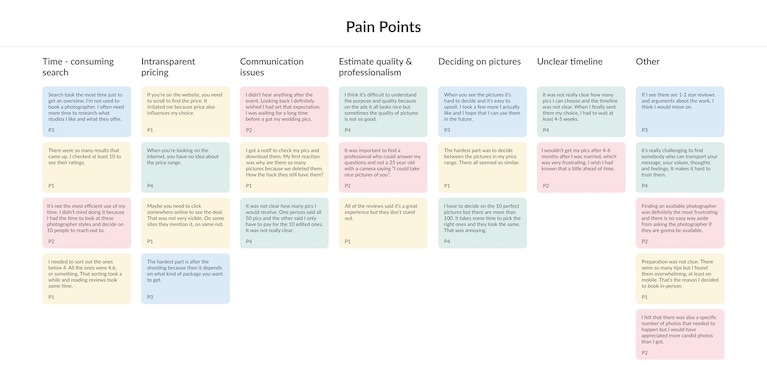 Pain Points
Time - consuming
search
Search took the most time just to
get an overview. I'm not used to
book a photographer. I often need
more time to research what
studios I like and what they offer.
P3
There were so many results that
came up. I checked at least 10 to
see their ratings.
P1
It's not the most efficient use of my
time. I didn't mind doing it because
I had the time to look at these
photographer styles and decide on
10 people to reach out to.
P2
I needed to sort out the ones
below 4. All the ones were 4.6.
or something. That sorting took a
while and reading reviews took
some time.
P1
Intransparent
pricing
If you're on the website, you need
to scroll to find the price. It
irritated me because price also
influences my choice.
P1
When you're looking on the
internet, you have no idea about
the price range.
P4
Maybe you need to click
somewhere online to see the deal.
That was not very visible. On some
sites they mention it, on some not.
P1
The hardest part is after the
shooting because then it depends
on what kind of package you want
to get.
P3
Communication
issues
I didn't hear anything after the
event. Looking back I definitely
wished I had set that expectation.
I was waiting for a long time
before a got my wedding pics.
P2
I got a notif to check my pics and
download them. My first reaction
was why are there so many
pictures because we deleted them.
How the hack they still have them?
P1
It was not clear how many pics I
would receive. One person said all
50 pics and the other said I only
have to pay for the 10 edited ones.
It was not really clear.
P4
Estimate quality &
professionalism
I think it's difficult to understand
the purpose and quality because
on the ads it all looks nice but
sometimes the quality of pictures
is not so good.
P4
It was important to find a
professional who could answer my
questions and not a 25 year-old
with a camera saying "I could take
nice pictures of you".
P2
All of the reviews said it's a great
experience but they don't stand
out.
P1
Deciding on pictures
When you see the pictures it's
hard to decide and it's easy to
upsell. I took a few more I actually
like and I hope that I can use them
in the future.
P3
The hardest part was to decide
between the pictures in my price
range. There all seemed so similar.
P1
I have to decide on the 10 perfect
pictures but there are more than
100. It takes some time to pick the
right ones and they look the same.
That was annoying.
P4
Unclear timeline
It was not really clear how many
pics I can choose and the timeline
was not clear. When I finally sent
them my choice, I had to wait at
least 4-5 weeks.
P4
I wouldn't get my pics after 4-6
months after I was married, which
was very frustrating. I wish I had
known that a little ahead of time.
P2
Other
If I see there are 1-2 star reviews
and arguments about the work, I
think I would move on.
P3
It's really challenging to find
somebody who can transport your
message, your values, thoughts
and feelings. It makes it hard to
trust them.
P4
Finding an available photographer
was definitely the most frustrating
and there is no easy way aside
from asking the photographer if
they are gonna be available.
P2
Preparation was not clear. There
were so many tips but I found
them overwhelming, at least on
mobile. That's the reason I decided
to book in-person.
P1
I felt that there was also a specific
number of photos that needed to
happen but I would have
appreciated more candid photos
than I got.
P2